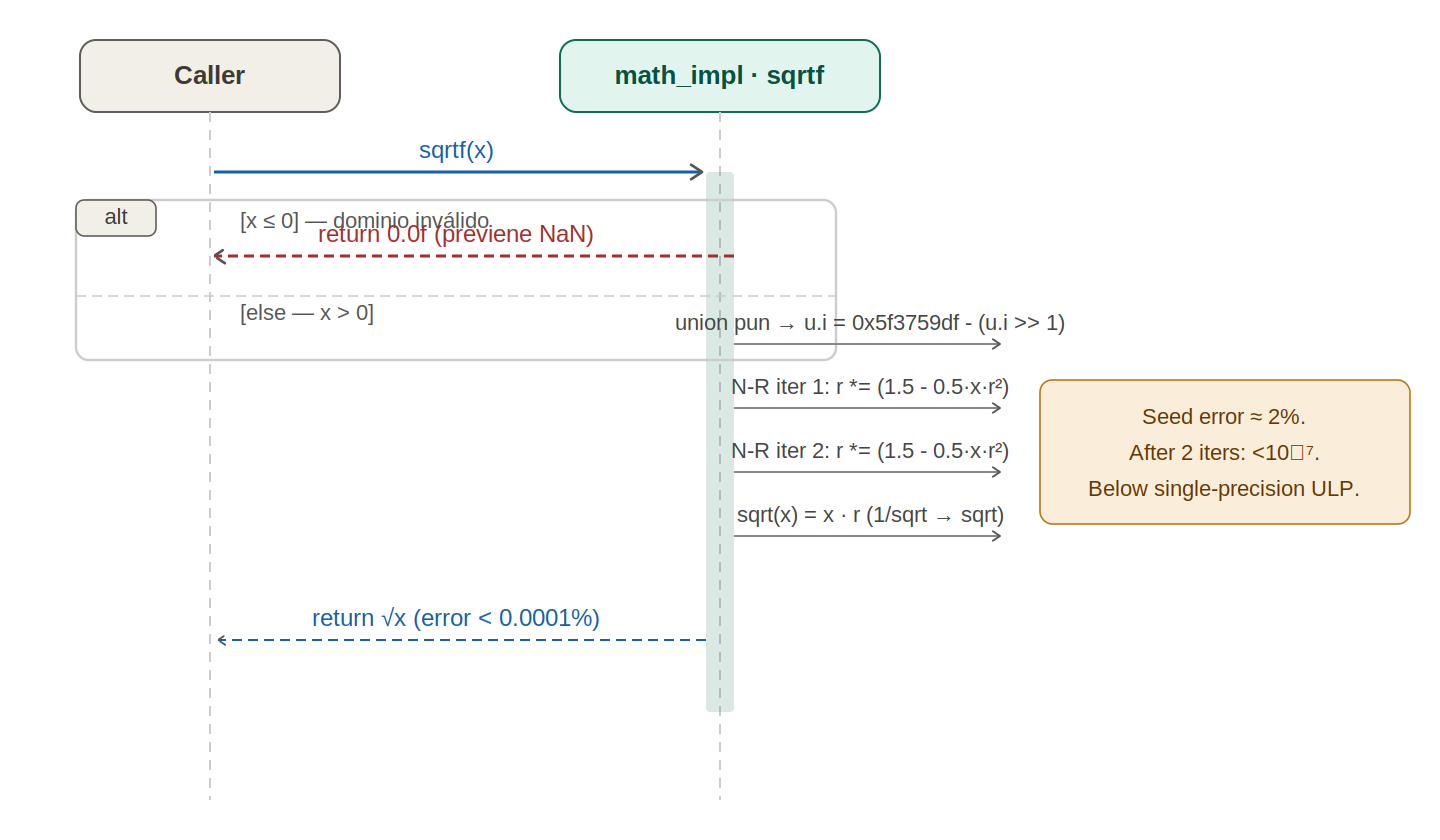 Caller
math_impl · sqrtf
sqrtf(x)
alt
[x ≤ 0] — dominio inválido
return 0.0f (previene NaN)
[else — x > 0]
union pun → u.i = 0x5f3759df - (u.i >> 1)
N-R iter 1: r *= (1.5 - 0.5·x·r²)
Seed error ≈ 2%.
After 2 iters: <10□⁷.
Below single-precision ULP.
N-R iter 2: r *= (1.5 - 0.5·x·r²)
sqrt(x) = x · r (1/sqrt → sqrt)
return √x (error < 0.0001%)